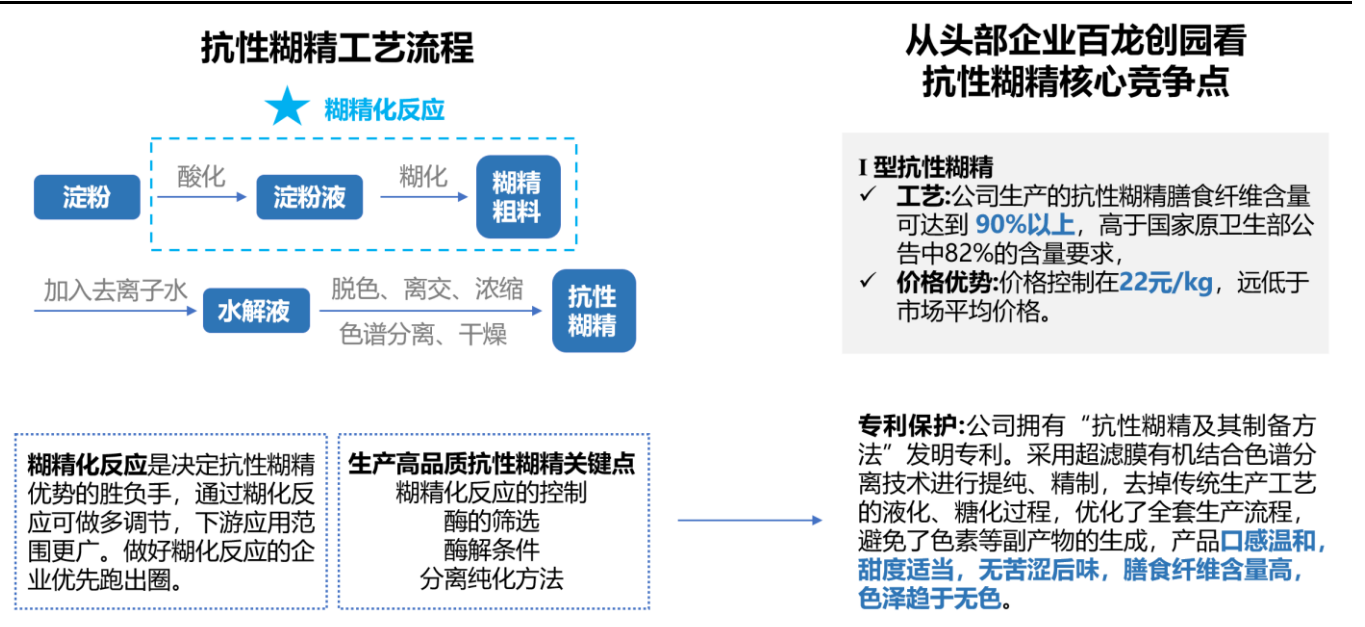 抗性糊精工艺流程
糊精化反应
淀粉
酸化
淀粉液
糊化
糊精
粗料
加入去离子水
水解液
脱色、离交、浓缩
色谱分离、干燥
抗性
糊精
糊精化反应是决定抗性糊精
优势的胜负手，通过糊化反
应可做多调节，下游应用范
围更广。做好糊化反应的企
业优先跑出圈。
生产高品质抗性糊精关键点
糊精化反应的控制
酶的筛选
酶解条件
分离纯化方法
从头部企业百龙创园看
抗性糊精核心竞争点
I 型抗性糊精
✓ 工艺:公司生产的抗性糊精膳食纤维含量
可达到 90%以上，高于国家原卫生部公
告中82%的含量要求，
✓ 价格优势:价格控制在22元/kg，远低于
市场平均价格。
专利保护:公司拥有“抗性糊精及其制备方
法”发明专利。采用超滤膜有机结合色谱分
离技术进行提纯、精制，去掉传统生产工艺
的液化、糖化过程，优化了全套生产流程，
避免了色素等副产物的生成，产品口感温和，
甜度适当，无苦涩后味，膳食纤维含量高，
色泽趋于无色。